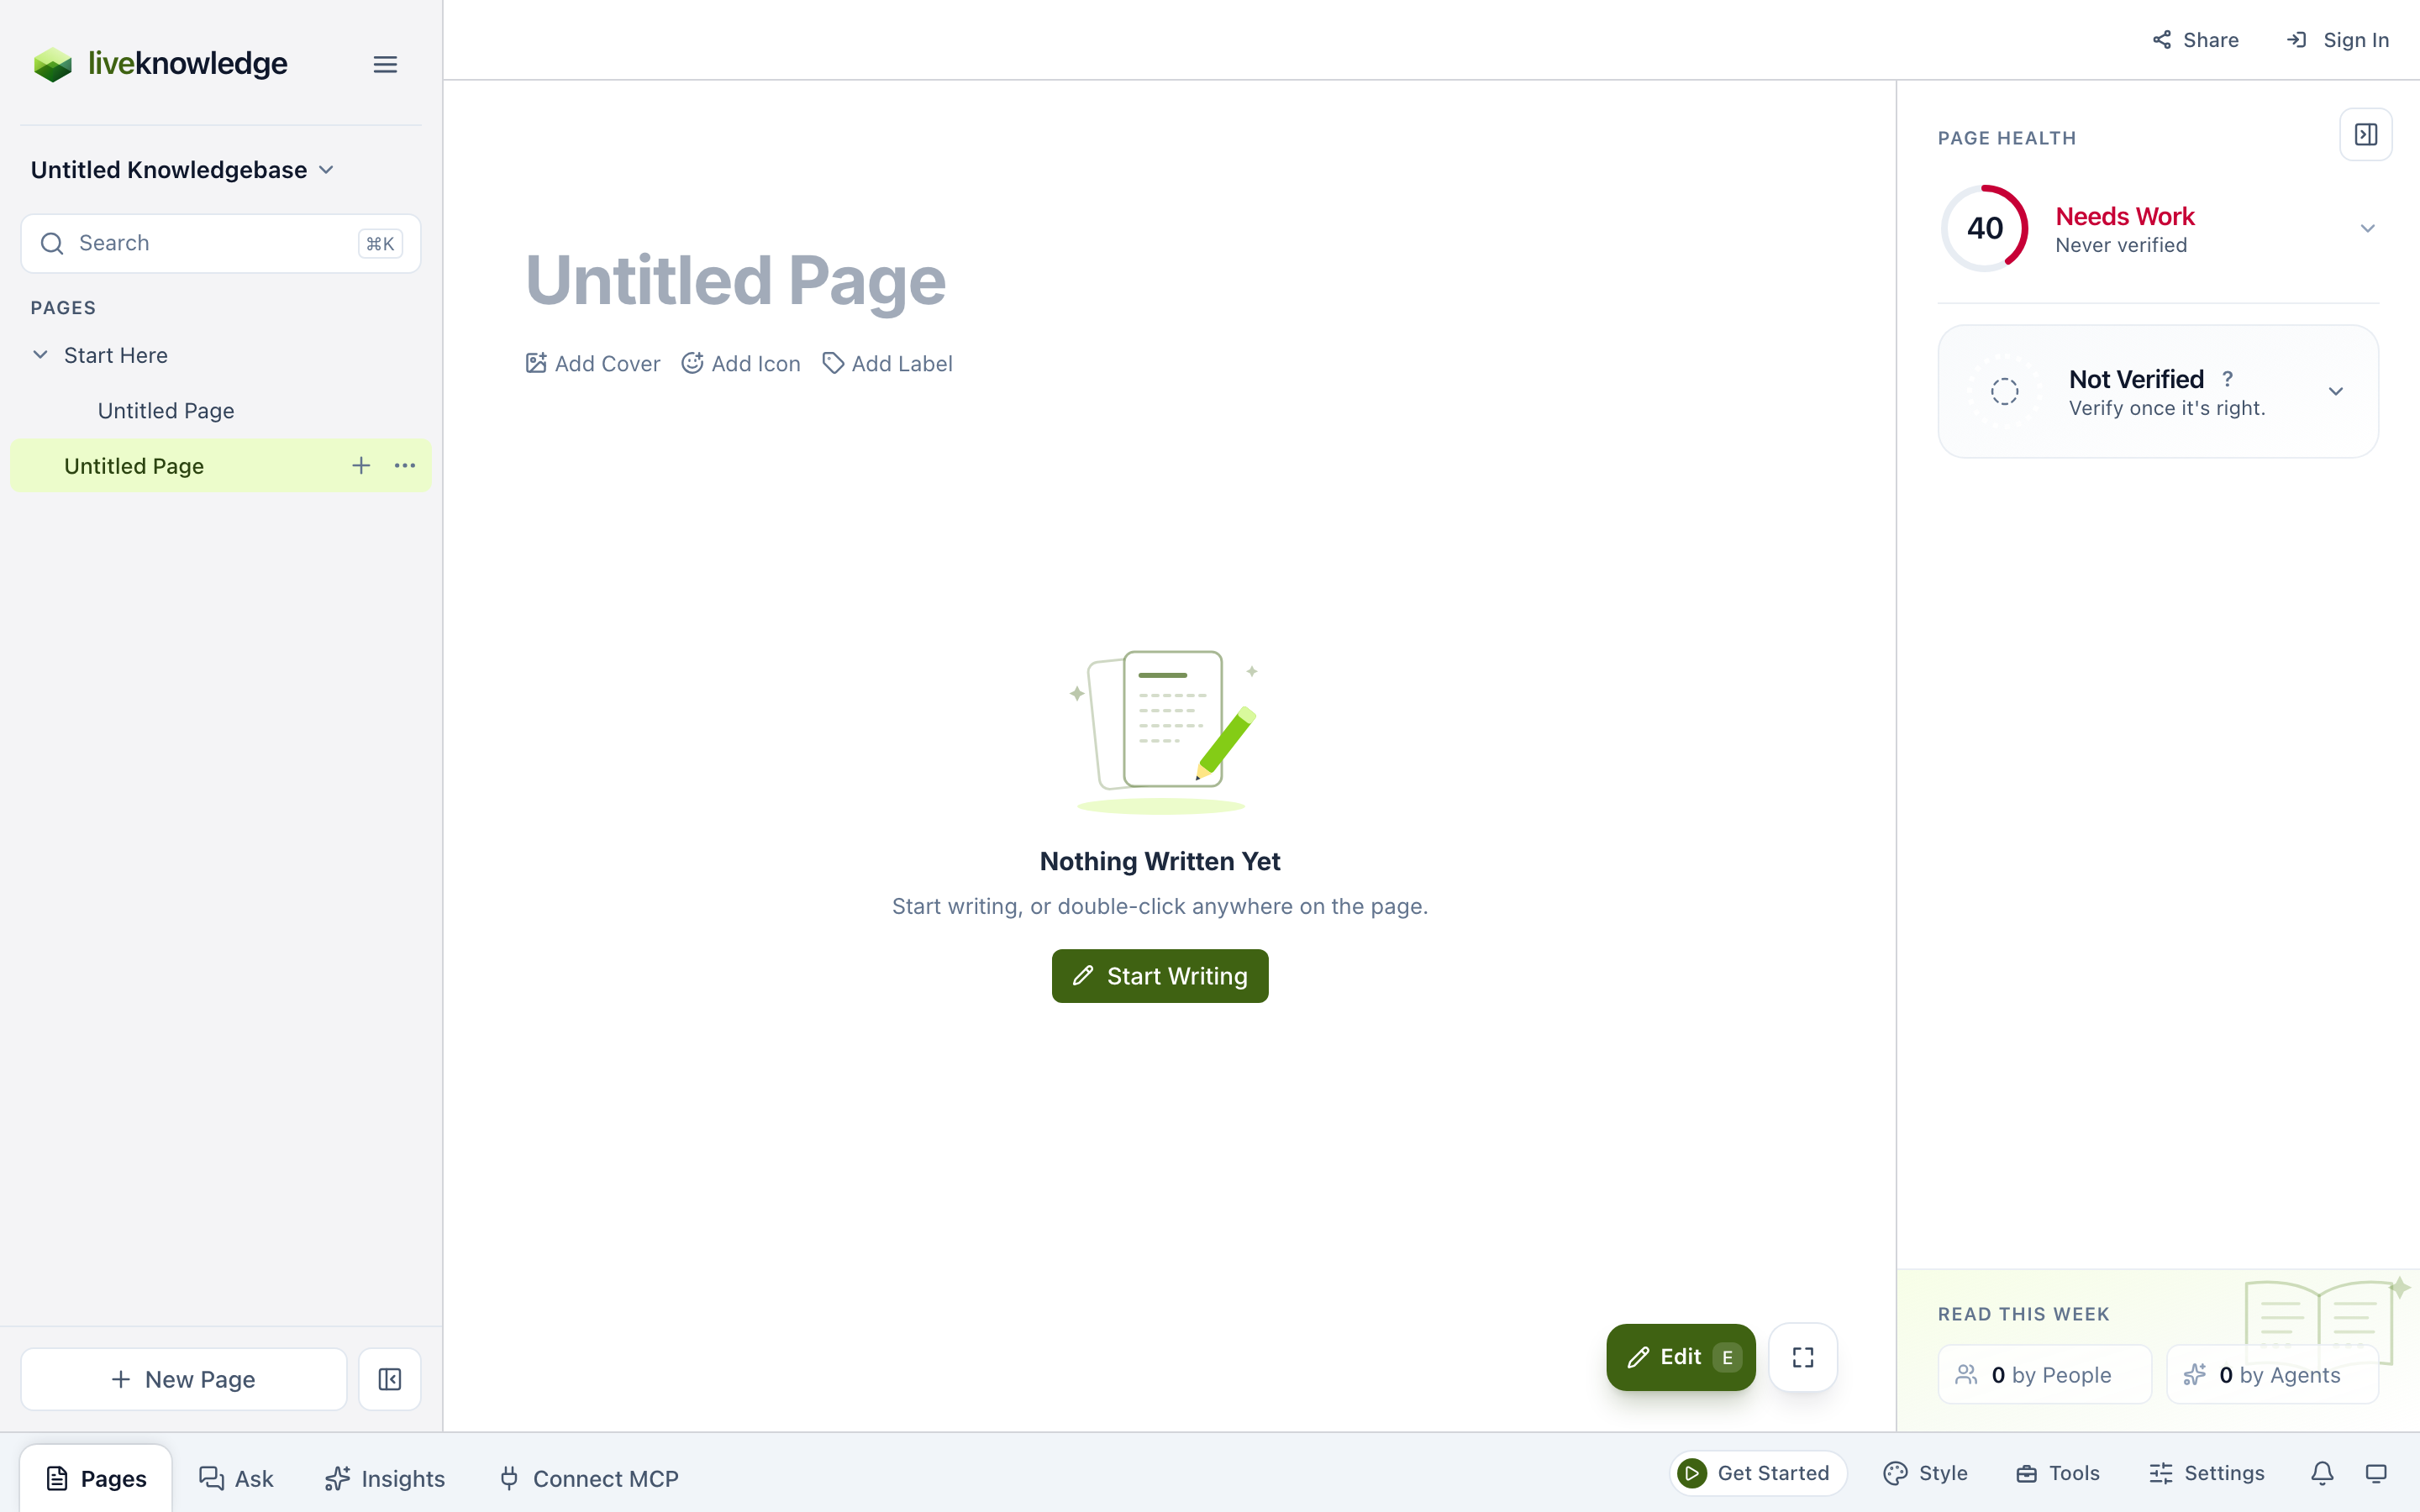 liveknowledge
Share
Sign In
Untitled Knowledgebase
Search
⌘K
PAGES
Start Here
Untitled Page
Untitled Page
Untitled Page
Add Cover
Add Icon
Add Label
Nothing Written Yet
Start writing, or double-click anywhere on the page.
Start Writing
PAGE HEALTH
40
Needs Work
Never verified
Not Verified ?
Verify once it's right.
READ THIS WEEK
0 by People
0 by Agents
Edit E
New Page
Pages
Ask
Insights
Connect MCP
Get Started
Style
Tools
Settings